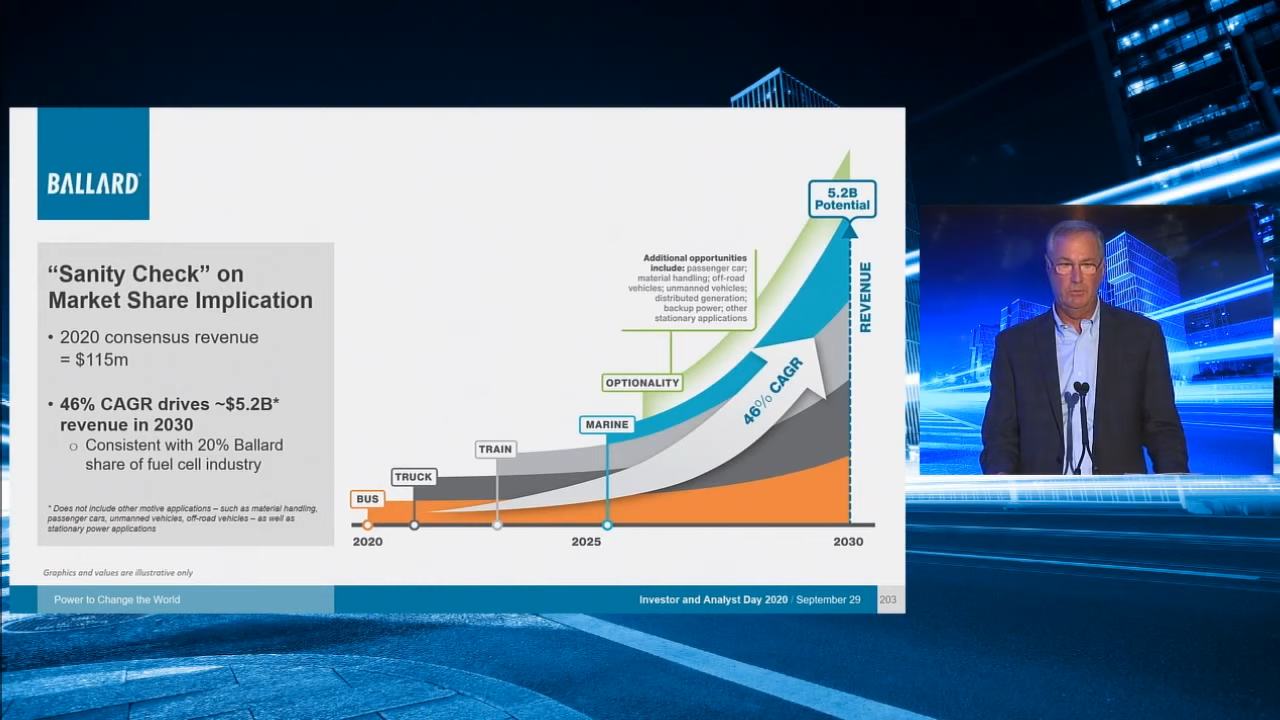 BALLARD
"Sanity Check" on
Market Share Implication
• 2020 consensus revenue
= $115m
• 46% CAGR drives ~$5.2B*
revenue in 2030
○ Consistent with 20% Ballard
share of fuel cell industry
* Does not include other motive applications – such as material handling,
passenger cars, unmanned vehicles, off-road vehicles – as well as
stationary power applications
Graphics and values are illustrative only
5.2B
Potential
REVENUE
Additional opportunities
include: passenger car;
material handling; off-road
vehicles; unmanned vehicles;
distributed generation;
backup power; other
stationary applications
OPTIONALITY
46% CAGR
MARINE
TRAIN
TRUCK
BUS
2020
2025
2030
Power to Change the World
Investor and Analyst Day 2020 / September 29
203